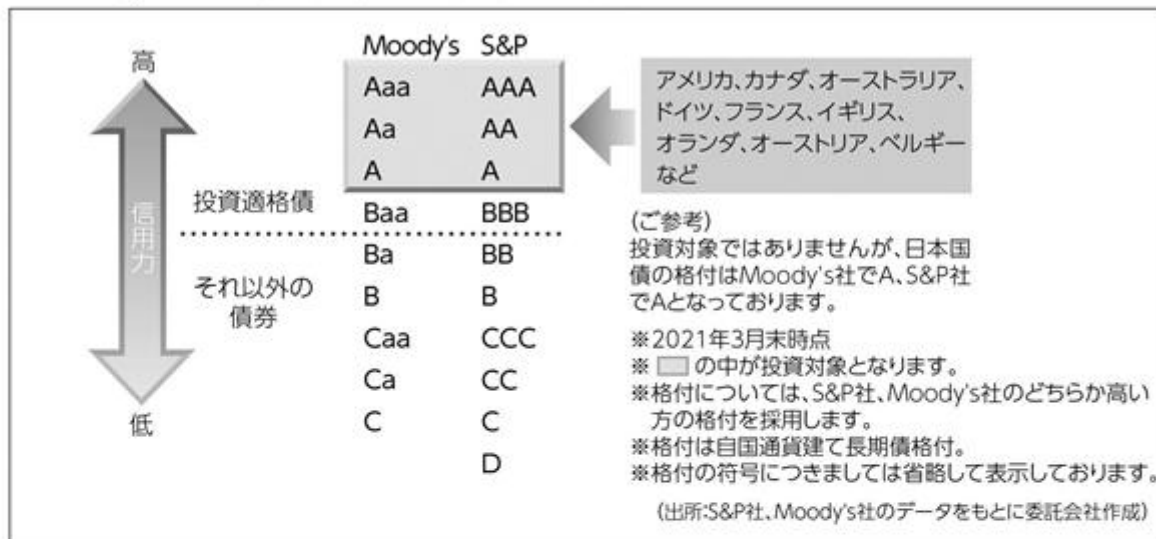 Moody's S&P
高
Aaa AAA
Aa AA
A A
投資適格債
Baa BBB
信用力
Ba BB
それ以外の
債券
B B
Caa CCC
Ca CC
低
C C
D
アメリカ、カナダ、オーストラリア、
ドイツ、フランス、イギリス、
オランダ、オーストリア、ベルギー
など
(ご参考)
投資対象ではありませんが、日本国
債の格付はMoody's社でA、S&P社
でAとなっております。
※2021年3月末時点
※ の中が投資対象となります。
※格付については、S&P社、Moody's社のどちらか高い
方の格付を採用します。
※格付は自国通貨建て長期債格付。
※格付の符号につきましては省略して表示しております。
(出所:S&P社、Moody's社のデータをもとに委託会社作成)